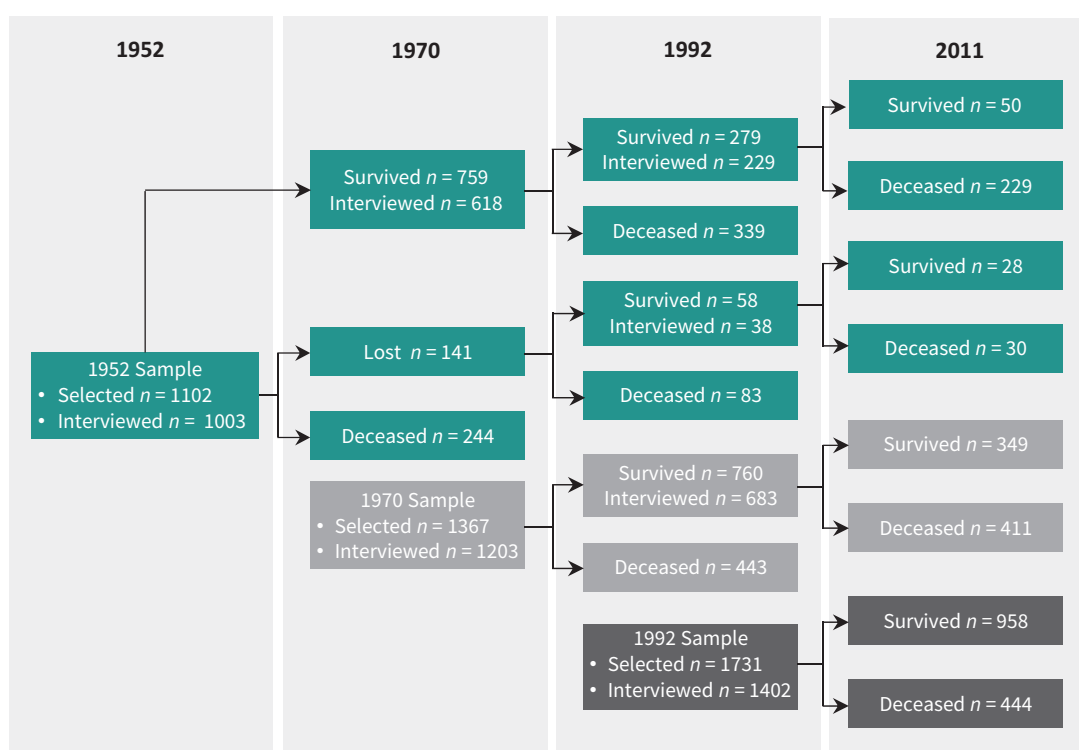 1952
1970
1992
2011
1952 Sample
• Selected n = 1102
• Interviewed n = 1003
Survived n = 759
Interviewed n = 618
Lost n = 141
Deceased n = 244
1970 Sample
• Selected n = 1367
• Interviewed n = 1203
Survived n = 279
Interviewed n = 229
Deceased n = 339
Survived n = 58
Interviewed n = 38
Deceased n = 83
Survived n = 760
Interviewed n = 683
Deceased n = 443
1992 Sample
• Selected n = 1731
• Interviewed n = 1402
Survived n = 50
Deceased n = 229
Survived n = 28
Deceased n = 30
Survived n = 349
Deceased n = 411
Survived n = 958
Deceased n = 444